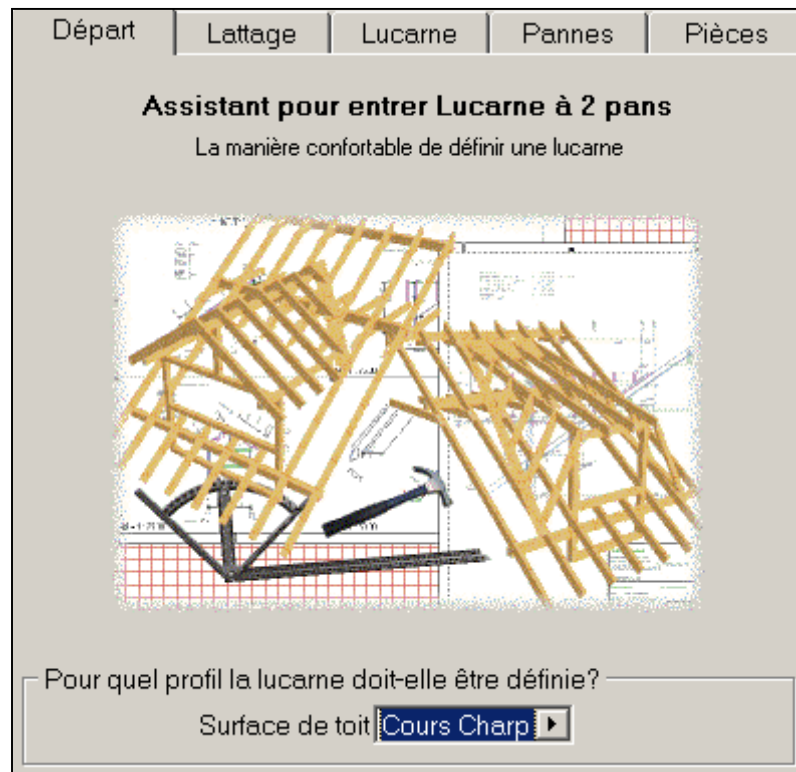 Départ
Lattage
Lucarne
Pannes
Pièces
Assistant pour entrer Lucarne à 2 pans
La manière confortable de définir une lucarne
Pour quel profil la lucarne doit-elle être définie?
Surface de toit Cours Charp